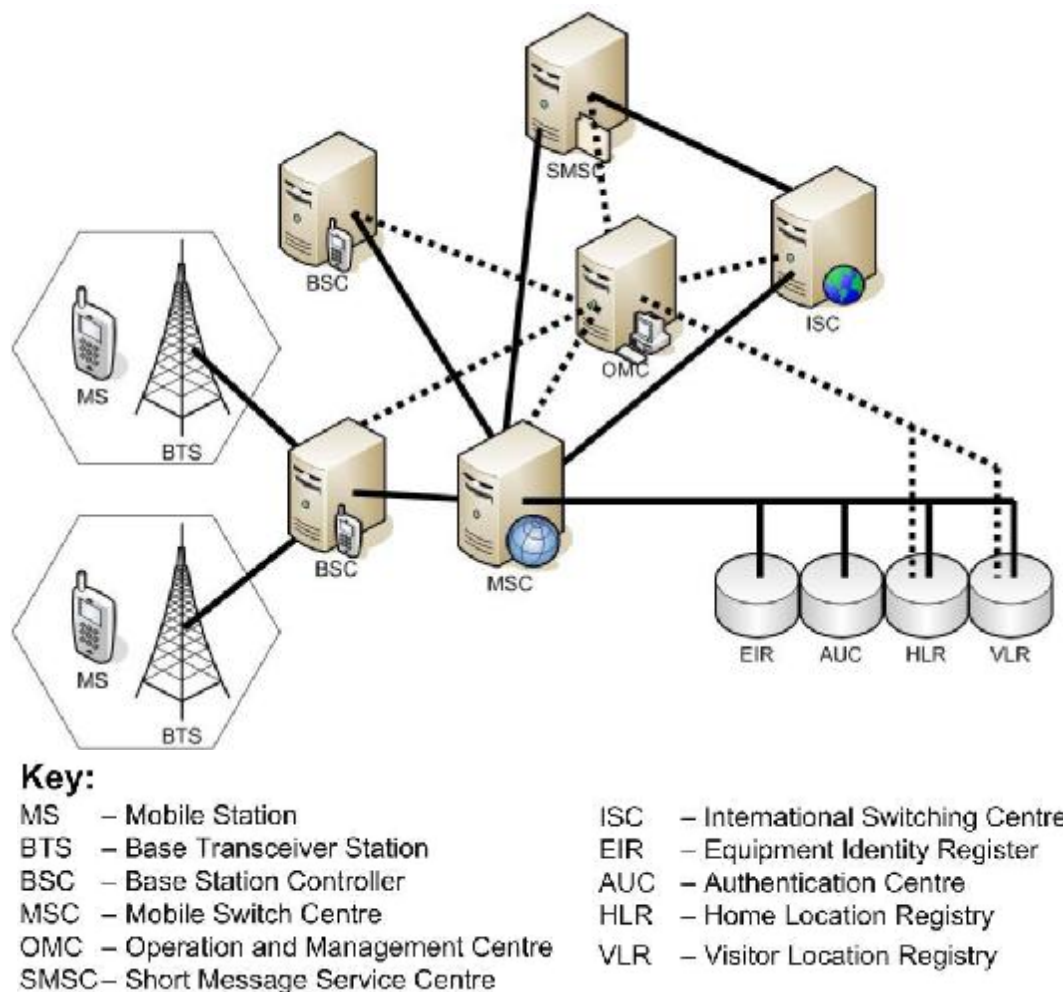 SMSC
BSC
ISC
OMC
MS
BTS
BSC
MSC
EIR AUC HLR VLR
MS
BTS
Key:
MS – Mobile Station
BTS – Base Transceiver Station
BSC – Base Station Controller
MSC – Mobile Switch Centre
OMC – Operation and Management Centre
SMSC – Short Message Service Centre
ISC – International Switching Centre
EIR – Equipment Identity Register
AUC – Authentication Centre
HLR – Home Location Registry
VLR – Visitor Location Registry